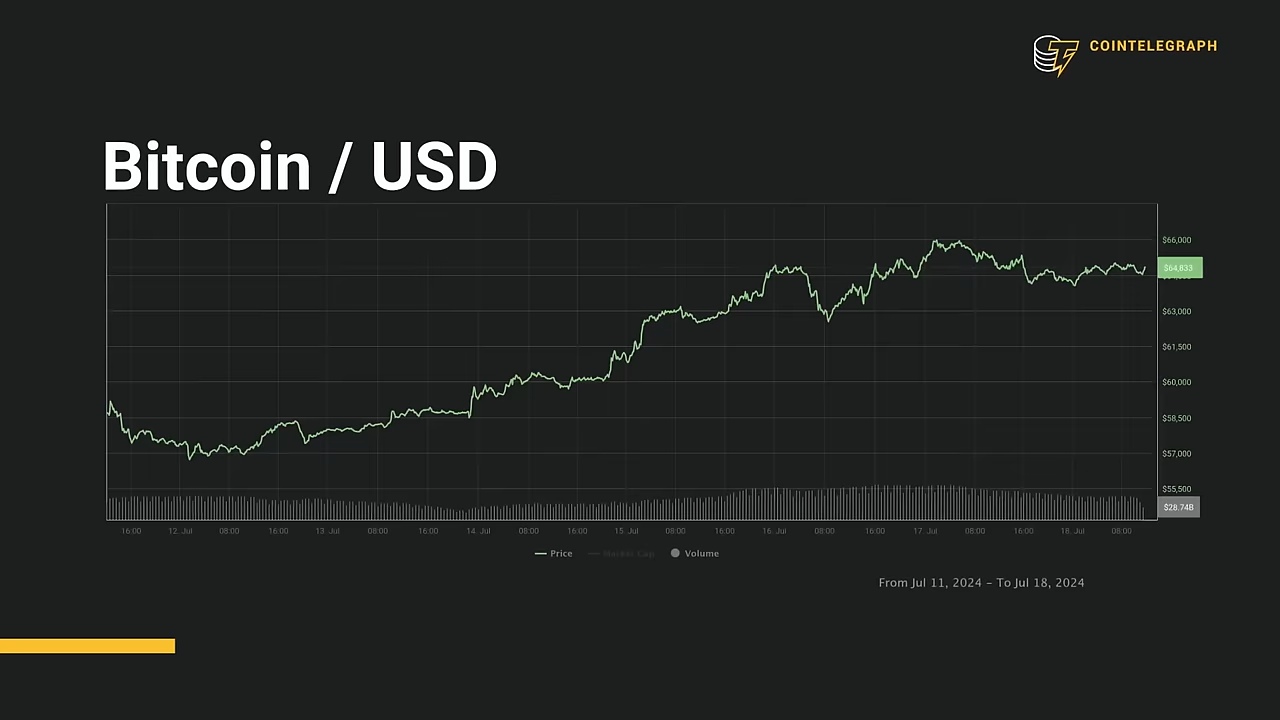 COINTELEGRAPH
Bitcoin / USD
$66,000
$64,833
$63,000
$61,500
$60,000
$58,500
$57,000
$55,500
$28.74B
16:00 12. Jul 08:00 16:00 13. Jul 08:00 16:00 14. Jul 08:00 16:00 15. Jul 08:00 16:00 16. Jul 08:00 16:00 17. Jul 08:00 16:00 18. Jul 08:00
Price Market Cap Volume
From Jul 11, 2024 – To Jul 18, 2024